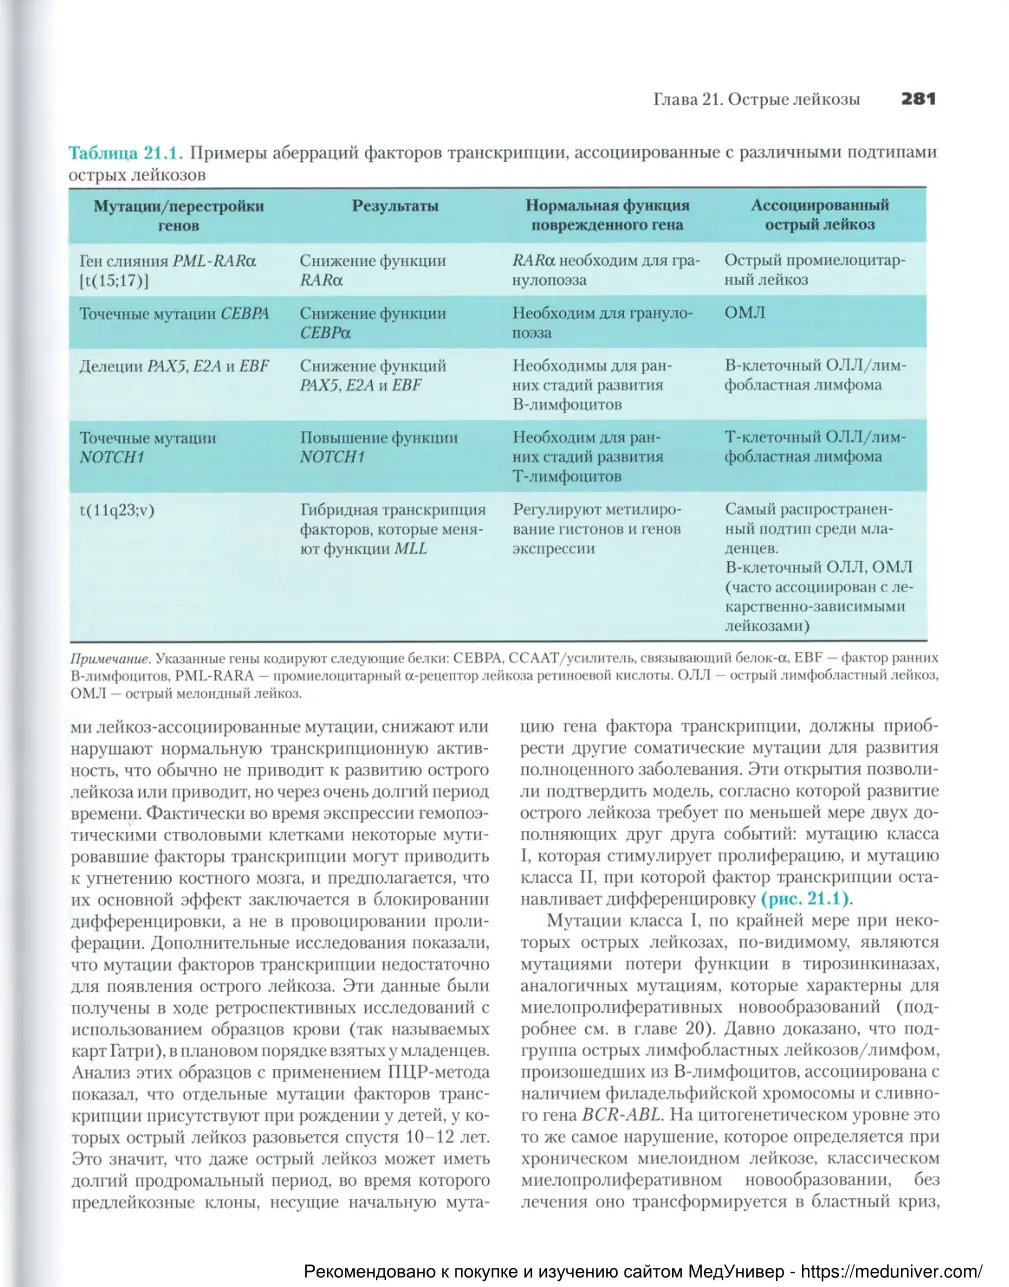 Глава 21. Острые лейкозы 281
Таблица 21.1. Примеры аберраций факторов транскрипции, ассоциированные с различными подтипами
острых лейкозов
Мутации/перестройки генов
Результаты
Нормальная функция поврежденного гена
Ассоциированный острый лейкоз
Ген слияния PML-RARα
[t(15;17)]
Снижение функции
RARα
RARα необходим для гра-
нулопоэза
Острый промиелоцитар-
ный лейкоз
Точечные мутации CEBPA
Снижение функции
CEBPα
Необходим для грануло-
поэза
ОМЛ
Делеции PAX5, E2A и EBF
Снижение функций
PAX5, E2A и EBF
Необходимы для ран-
них стадий развития
В-лимфоцитов
В-клеточный ОЛЛ/лим-
фобластная лимфома
Точечные мутации
NOTCH1
Повышение функции
NOTCH1
Необходим для ран-
них стадий развития
Т-лимфоцитов
Т-клеточный ОЛЛ/лим-
фобластная лимфома
t(11q23;v)
Гибридная транскрипция
факторов, которые меня-
ют функции MLL
Регулируют метилиро-
вание гистонов и генов
экспрессии
Самый распространен-
ный подтип среди мла-
денцев.
В-клеточный ОЛЛ, ОМЛ
(часто ассоциирован с ле-
карственно-зависимыми
лейкозами)
Примечание. Указанные гены кодируют следующие белки: CEBPA, CCAAT/усилитель, связывающий белок-α, EBF — фактор ранних
В-лимфоцитов, PML-RARA — промиелоцитарный α-рецептор лейкоза ретиноевой кислоты. ОЛЛ — острый лимфобластный лейкоз,
ОМЛ — острый мелоидный лейкоз.
ми лейкоз-ассоциированные мутации, снижают или
нарушают нормальную транскрипционную актив-
ность, что обычно не приводит к развитию острого
лейкоза или приводит, но через очень долгий период
времени. Фактически во время экспрессии гемопоэ-
тическими стволовыми клетками некоторые мути-
ровавшие факторы транскрипции могут приводить
к угнетению костного мозга, и предполагается, что
их основной эффект заключается в блокировании
дифференцировки, а не в провоцировании проли-
ферации. Дополнительные исследования показали,
что мутации факторов транскрипции недостаточно
для появления острого лейкоза. Эти данные были
получены в ходе ретроспективных исследований с
использованием образцов крови (так называемых
карт Гатри), в плановом порядке взятых у младенцев.
Анализ этих образцов с применением ПЦР-метода
показал, что отдельные мутации факторов транс-
крипции присутствуют при рождении у детей, у ко-
торых острый лейкоз разовьется спустя 10–12 лет.
Это значит, что даже острый лейкоз может иметь
долгий продромальный период, во время которого
предлейкозные клоны, несущие начальную мута-
цию гена фактора транскрипции, должны приоб-
рести другие соматические мутации для развития
полноценного заболевания. Эти открытия позволи-
ли подтвердить модель, согласно которой развитие
острого лейкоза требует по меньшей мере двух до-
полняющих друг друга событий: мутацию класса
I, которая стимулирует пролиферацию, и мутацию
класса II, при которой фактор транскрипции оста-
навливает дифференцировку (рис. 21.1).
Мутации класса I, по крайней мере при неко-
торых острых лейкозах, по-видимому, являются
мутациями потери функции в тирозинкиназах,
аналогичных мутациям, которые характерны для
миелопролиферативных новообразований (под-
робнее см. в главе 20). Давно доказано, что под-
группа острых лимфобластных лейкозов/лимфом,
произошедших из В-лимфоцитов, ассоциирована с
наличием филадельфийской хромосомы и сливно-
го гена BCR-ABL. На цитогенетическом уровне это
то же самое нарушение, которое определяется при
хроническом миелоидном лейкозе, классическом
миелопролиферативном новообразовании, без
лечения оно трансформируется в бластный криз,
Рекомендовано к покупке и изучению сайтом МедУнивер - https://meduniver.com/